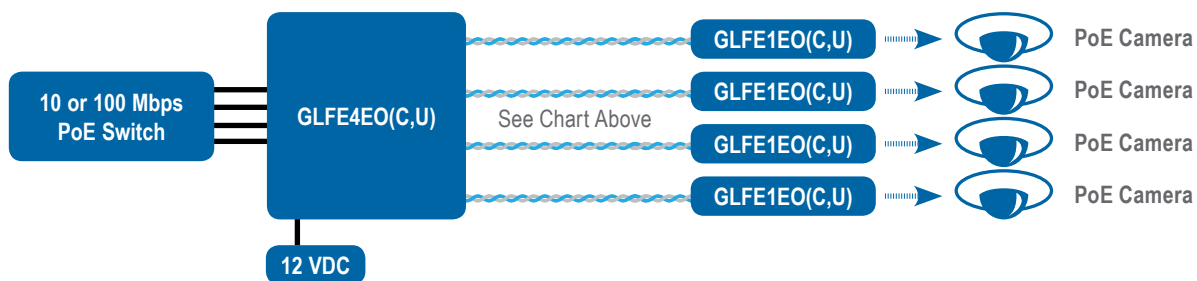 10 or 100 Mbps
PoE Switch
GLFE4EO(C,U)
12 VDC
See Chart Above
GLFE1EO(C,U)
PoE Camera
GLFE1EO(C,U)
PoE Camera
GLFE1EO(C,U)
PoE Camera
GLFE1EO(C,U)
PoE Camera